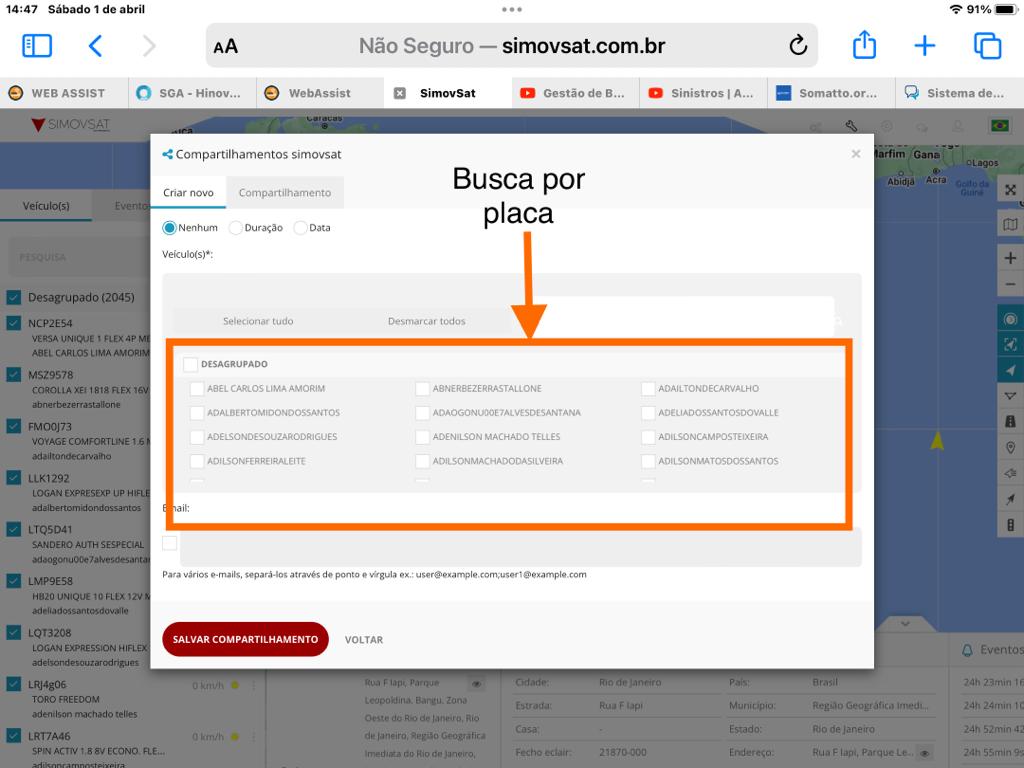 14:47 Sábado 1 de abril
91%
AA
Não Seguro — simovsat.com.br
WEB ASSIST
SGA - Hinov...
WebAssist
SimovSat
Gestão de B...
Sinistros | A...
Somatto.or...
Sistema de...
SIMOVSAT
Caracas
Marfim
Gana
Lagos
Abidjá
Acra
Golfo da
Guiné
Veículo(s)
Evento
PESQUISA
Desagrupado (2045)
NCP2E54
VERSA UNIQUE 1 FLEX 4P ME
ABEL CARLOS LIMA AMORIM
MSZ9578
COROLLA XEI 1818 FLEX 16V
abnerbezerrastallone
FMO0J73
VOYAGE COMFORTLINE 1.6 M
adailtondecarvalho
LLK1292
LOGAN EXPRESEXP UP HIFLE
adalbertomidondossantos
LTQ5D41
SANDERO AUTH SESPECIAL
adaogonu00e7alvesdesantan
LMP9E58
HB20 UNIQUE 10 FLEX 12V M
adeliadossantosdovalle
LQT3208
LOGAN EXPRESSION HIFLEX
adelsondesouzarodrigues
LRJ4g06
0 km/h
TORO FREEDOM
adenilson machado telles
LRT7A46
0 km/h
SPIN ACTIV 1.8 8V ECONO. FLE...
adilsoncamposteixeira
Compartilhamentos simovsat
×
Criar novo
Compartilhamento
Busca por
placa
Nenhum
Duração
Data
Veículo(s)*:
Selecionar tudo
Desmarcar todos
DESAGRUPADO
ABEL CARLOS LIMA AMORIM
ABNERBEZERRASTALLONE
ADAILTONDECARVALHO
ADALBERTOMIDONDOSSANTOS
ADAOGONU00E7ALVESDESANTANA
ADELIADOSSANTOSDOVALLE
ADELSONDESOUZARODRIGUES
ADENILSON MACHADO TELLES
ADILSONCAMPOSTEIXEIRA
ADILSONFERREIRALEITE
ADILSONMACHADODASILVEIRA
ADILSONMATOSDOSSANTOS
Email:
Para vários e-mails, separá-los através de ponto e vírgula ex.: user@example.com;user1@example.com
SALVAR COMPARTILHAMENTO
VOLTAR
Rua F Iapi, Parque
Leopoldina, Bangu, Zona
Oeste do Rio de Janeiro, Rio
de Janeiro, Região Geográfica
Imediata do Rio de Janeiro,
Cidade:
Rio de Janeiro
País:
Brasil
Estrada:
Rua F Iapi
Município:
Região Geográfica Imedi...
Casa:
-
Estado:
Rio de Janeiro
Fecho eclair:
21870-000
Endereço:
Rua F Iapi, Parque Le...
Eventos
24h 23min 16
24h 24min 10
24h 52min 42
24h 55min 9s